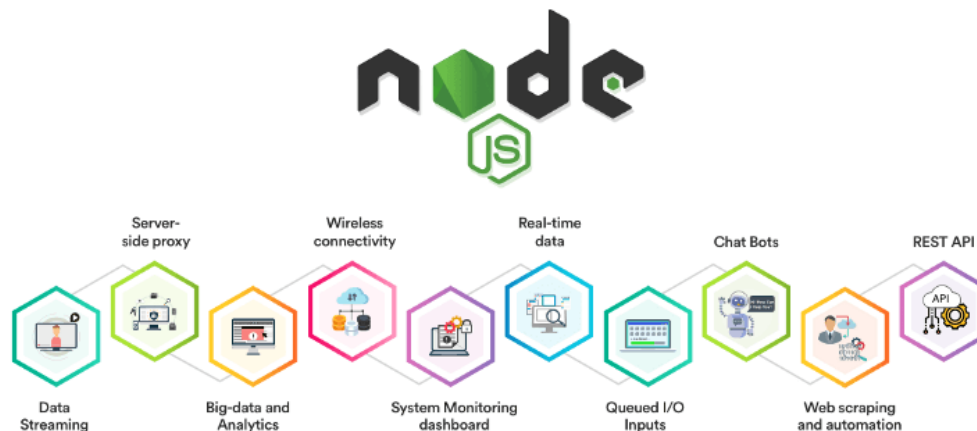 node
JS
Server-
side proxy
Wireless
connectivity
Real-time
data
Chat Bots
REST API
API
Data
Streaming
Big-data and
Analytics
System Monitoring
dashboard
Queued I/O
Inputs
Web scraping
and automation